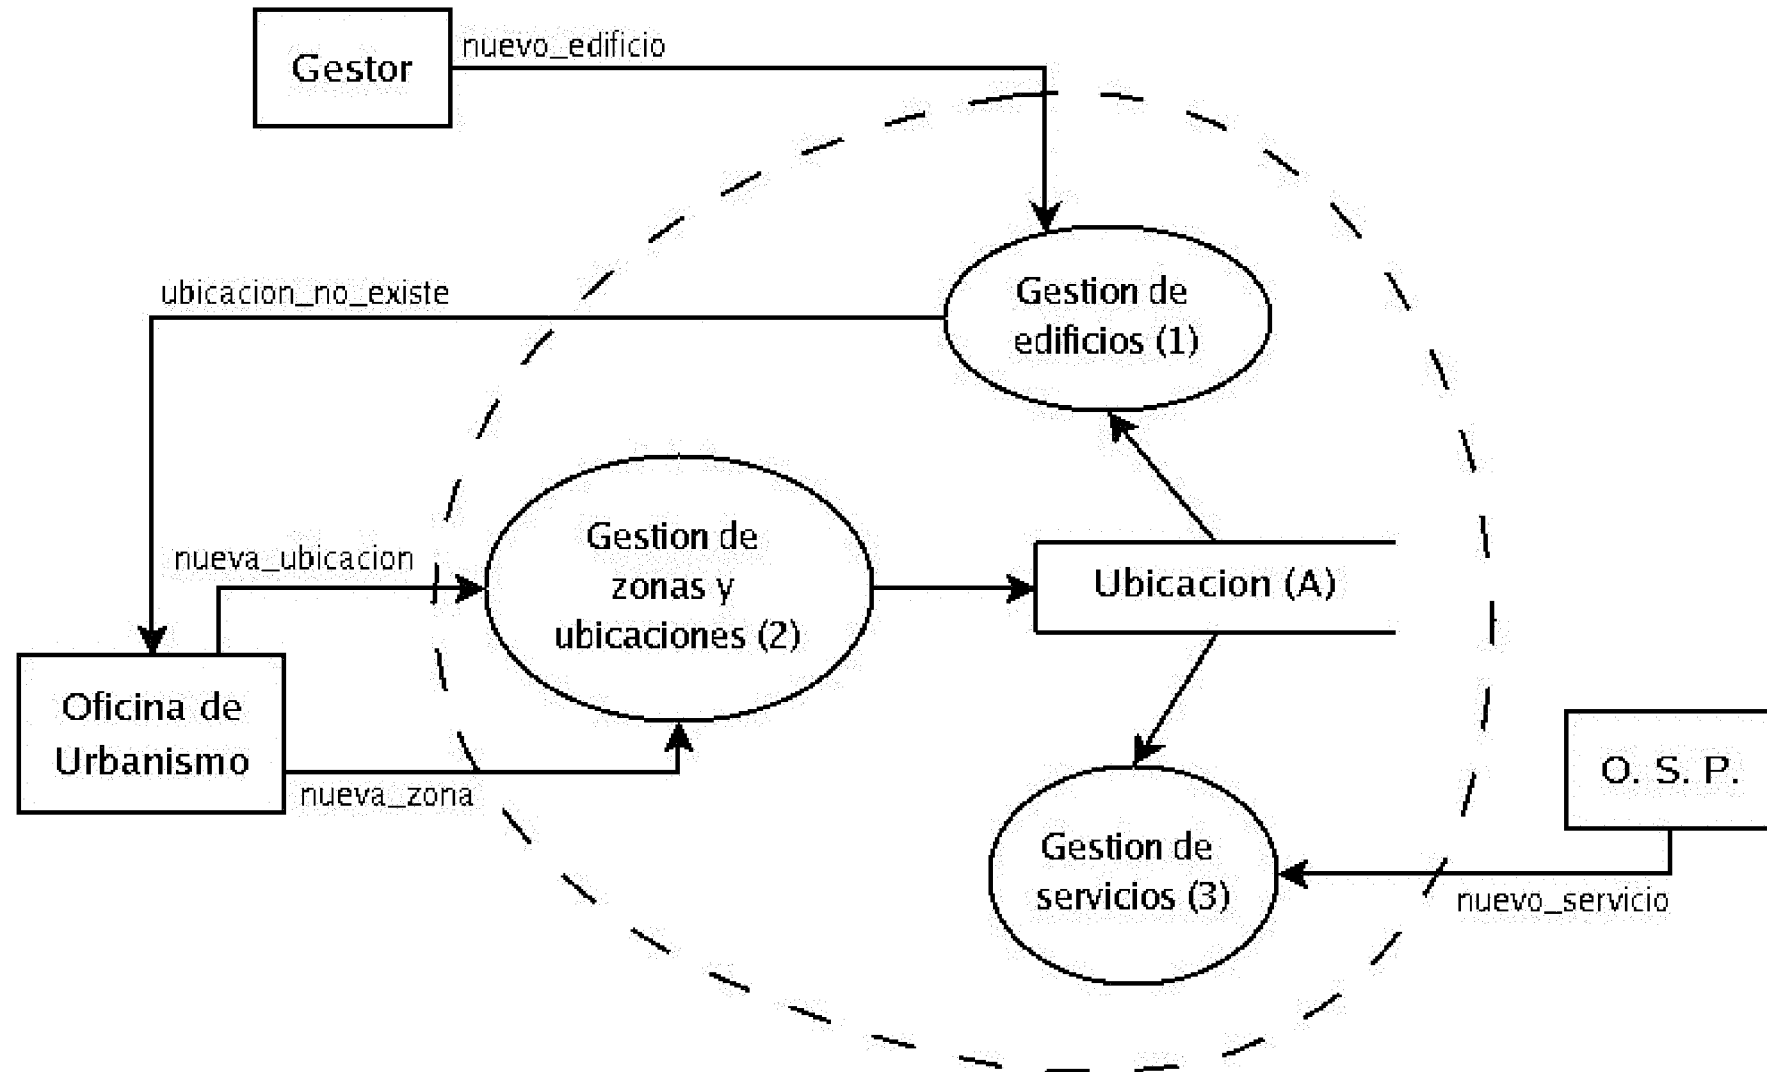 nuevo_edificio
Gestor
ubicacion_no_existe
Gestion de
edificios (1)
Gestion de
zonas y
ubicaciones (2)
nueva_ubicacion
Ubicacion (A)
Oficina de
Urbanismo
nueva_zona
O. S. P.
Gestion de
servicios (3)
nuevo_servicio